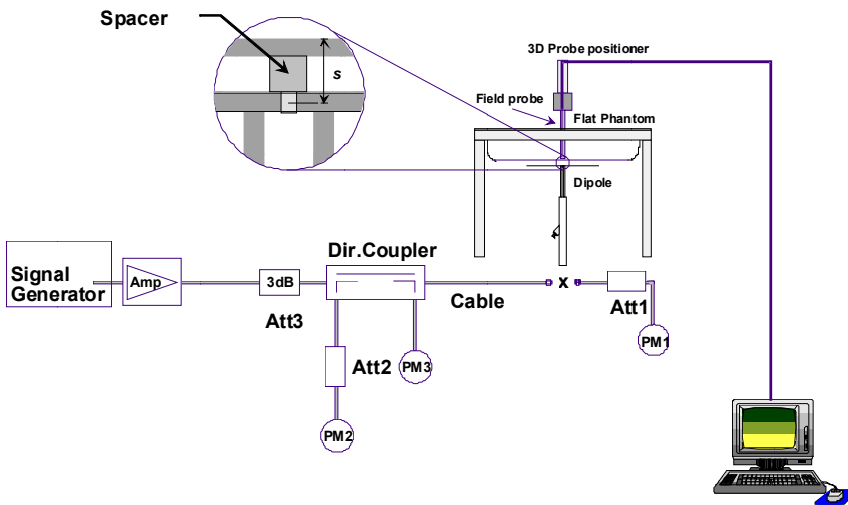 Spacer
s
3D Probe positioner
Field probe
Flat Phantom
Dipole
Dir.Coupler
Signal
Generator
Amp
3dB
Cable
x
Att3
Att1
Att2
PM3
PM1
PM2